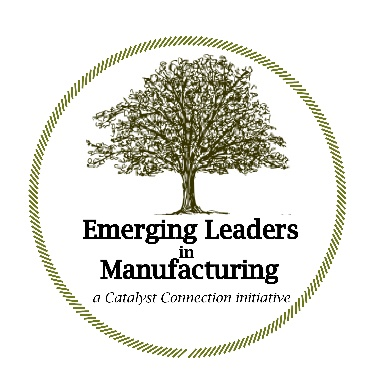 Emerging Leaders
in
Manufacturing
a Catalyst Connection initiative